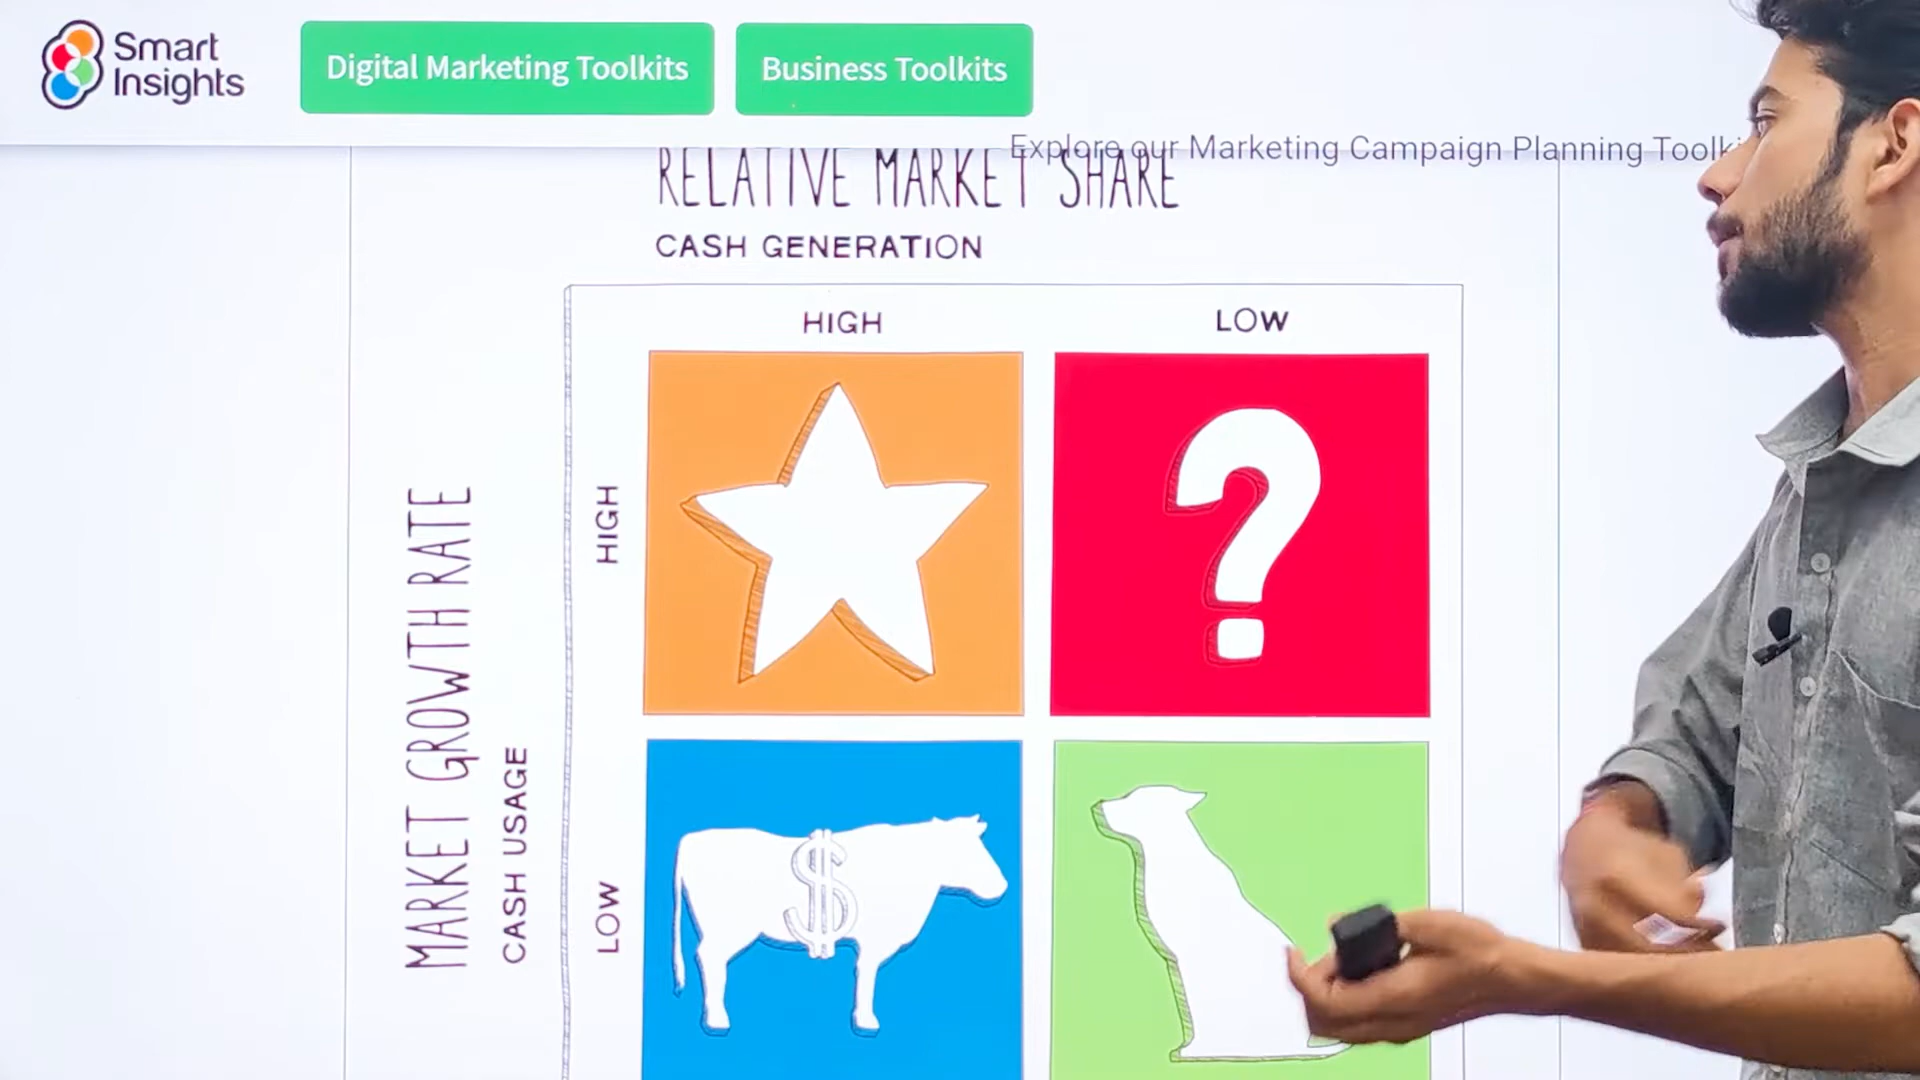 Smart
Insights
Digital Marketing Toolkits
Business Toolkits
Explore our Marketing Campaign Planning
RELATIVE MARKET SHARE
CASH GENERATION
HIGH
LOW
MARKET GROWTH RATE
CASH USAGE
HIGH
LOW
$
?